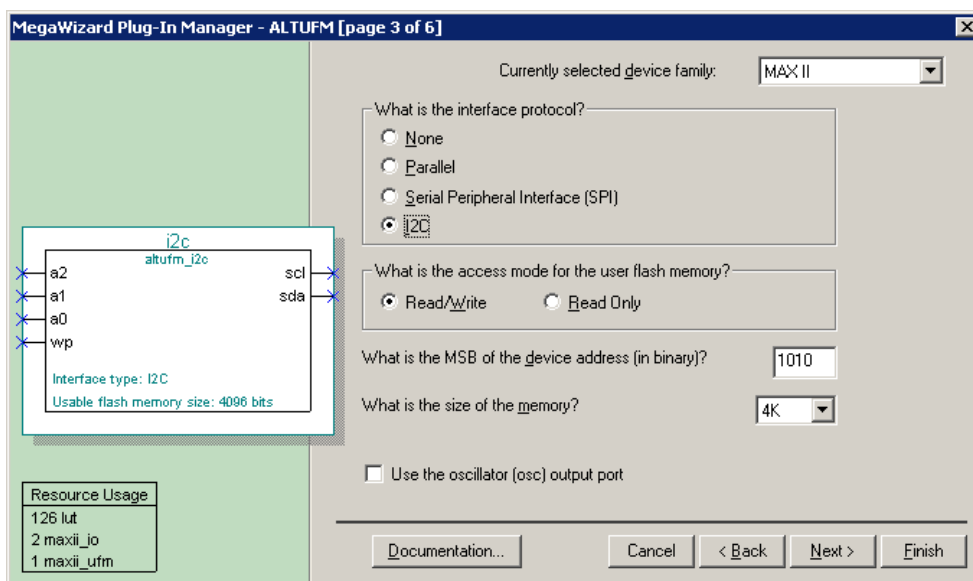 MegaWizard Plug-In Manager - ALTUFM [page 3 of 6]
Currently selected device family:
MAX II
What is the interface protocol?
None
Parallel
Serial Peripheral Interface (SPI)
I2C
What is the access mode for the user flash memory?
Read/Write
Read Only
What is the MSB of the device address (in binary)?
1010
What is the size of the memory?
4K
Use the oscillator (osc) output port
i2c
altufm_i2c
a2
scl
a1
sda
a0
wp
Interface type: I2C
Usable flash memory size: 4096 bits
Resource Usage
126 lut
2 maxii_io
1 maxii_ufm
Documentation...
Cancel
< Back
Next >
Finish